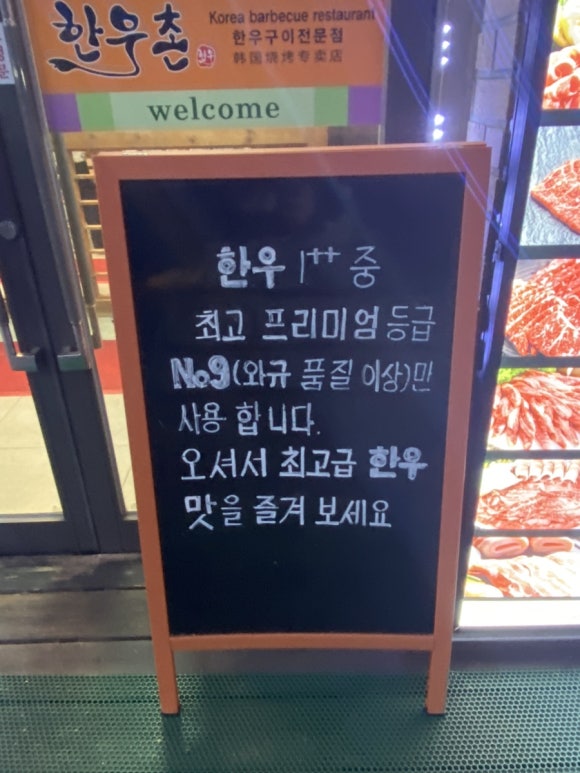 한우촌
Korea barbecue restaurant
한우구이전문점
韩国烧烤专卖店
welcome
한우 1++ 중
최고 프리미엄 등급
No9(와규 품질 이상)만
사용 합니다.
오셔서 최고급 한우
맛을 즐겨 보세요